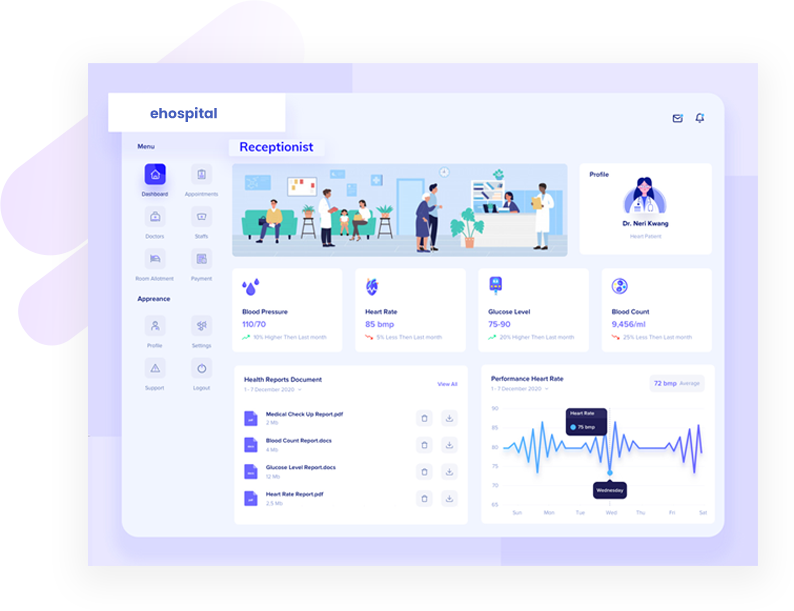 ehospital
Menu
Dashboard
Appointments
Doctors
Staffs
Room Allotment
Payment
Appreance
Profile
Settings
Support
Logout
Receptionist
Profile
Dr. Neri Kwang
Heart Patient
Blood Pressure
110/70
10% Higher Then Last month
Heart Rate
85 bmp
5% Less Then Last month
Glucose Level
75-90
20% Higher Then Last month
Blood Count
9,456/ml
25% Less Then Last month
Health Reports Document
1 - 7 December 2020
View All
Medical Check Up Report.pdf
2 Mb
Blood Count Report.docs
4 Mb
Glucose Level Report.docs
12 Mb
Heart Rate Report.pdf
2.5 Mb
Performance Heart Rate
1 - 7 December 2020
72 bmp Average
90
85
80
75
70
65
Heart Rate
75 bmp
Wednesday
Sun Mon Tue Wed Thu Fri Sat